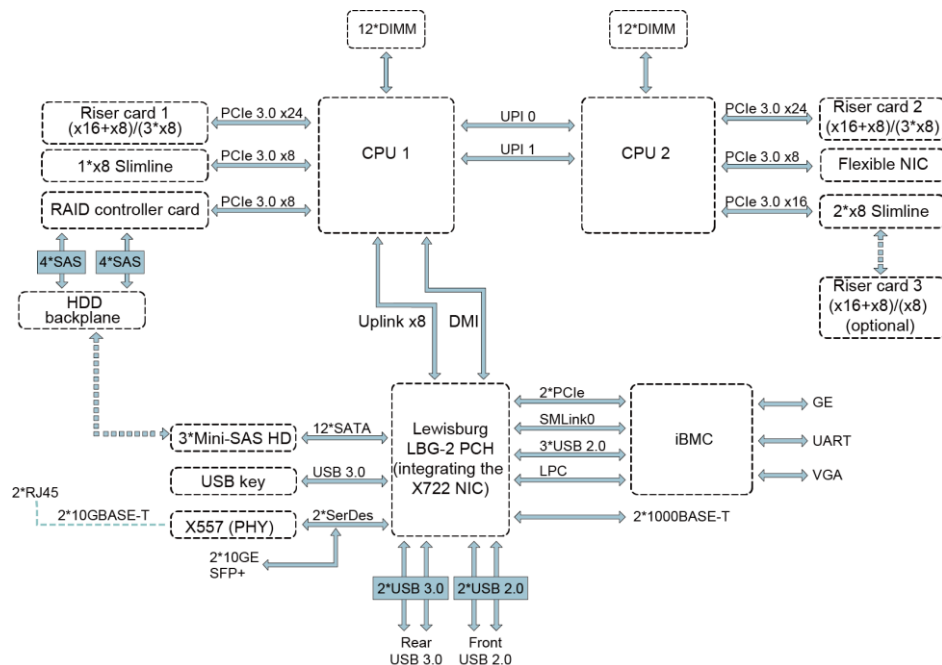 12*DIMM
12*DIMM
Riser card 1
(x16+x8)/(3*x8)
PCIe 3.0 x24
CPU 1
UPI 0
UPI 1
CPU 2
PCIe 3.0 x24
Riser card 2
(x16+x8)/(3*x8)
1*x8 Slimline
PCIe 3.0 x8
PCIe 3.0 x8
Flexible NIC
RAID controller card
PCIe 3.0 x8
PCIe 3.0 x16
2*x8 Slimline
4*SAS
4*SAS
HDD
backplane
Uplink x8
DMI
Riser card 3
(x16+x8)/(x8)
(optional)
3*Mini-SAS HD
12*SATA
Lewisburg
LBG-2 PCH
(integrating the
X722 NIC)
2*PCIe
SMLink0
3*USB 2.0
LPC
iBMC
GE
UART
VGA
USB key
USB 3.0
2*RJ45
2*10GBASE-T
X557 (PHY)
2*SerDes
2*1000BASE-T
2*10GE
SFP+
2*USB 3.0
2*USB 2.0
Rear
USB 3.0
Front
USB 2.0